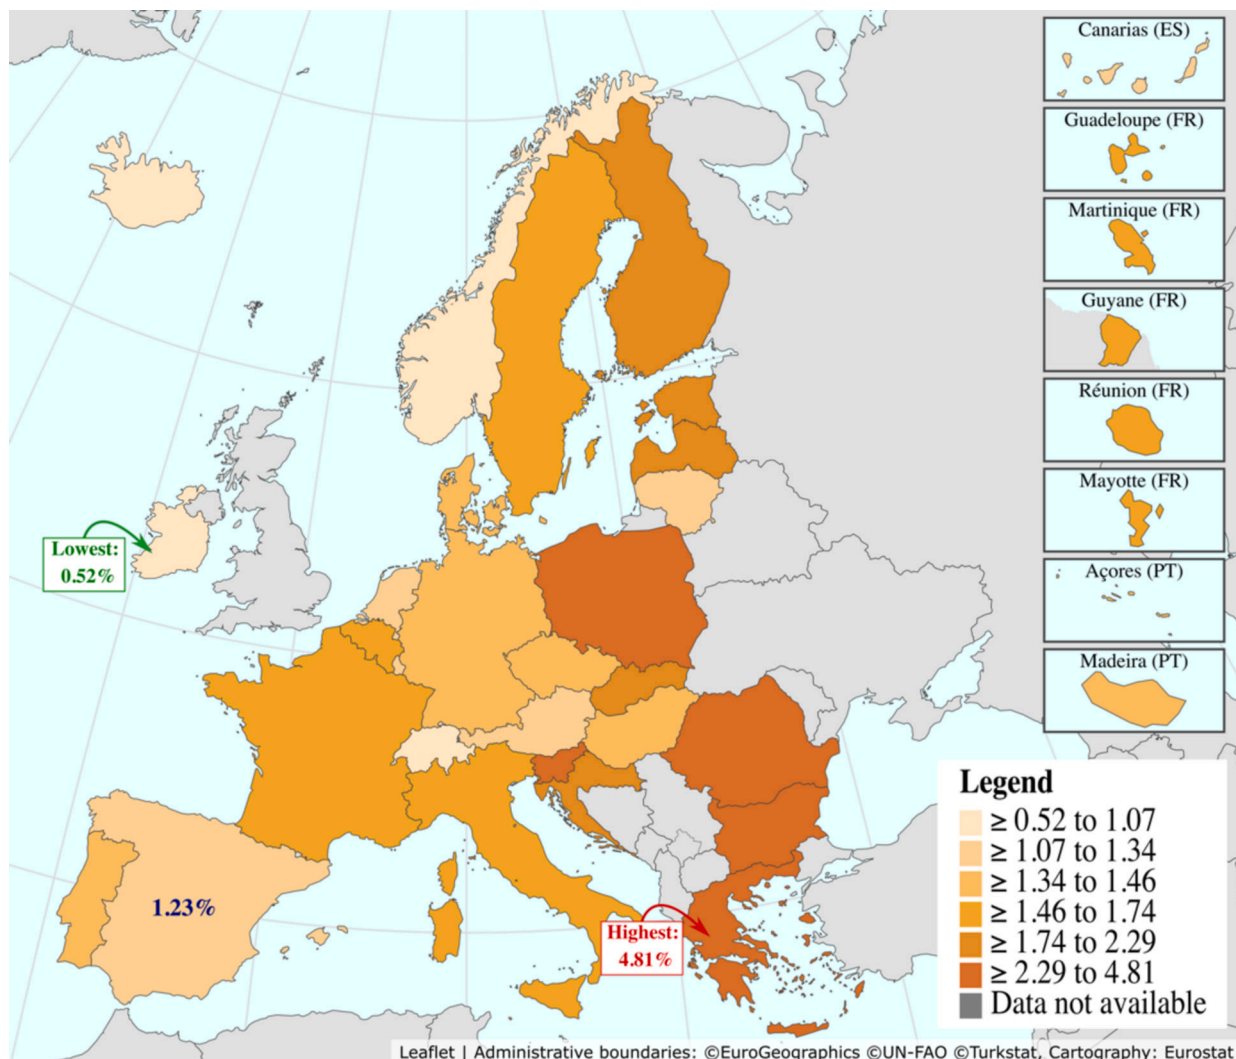 Canarias (ES)
Guadeloupe (FR)
Martinique (FR)
Guyane (FR)
Réunion (FR)
Mayotte (FR)
Açores (PT)
Madeira (PT)
Lowest:
0.52%
1.23%
Highest:
4.81%
Legend
≥ 0.52 to 1.07
≥ 1.07 to 1.34
≥ 1.34 to 1.46
≥ 1.46 to 1.74
≥ 1.74 to 2.29
≥ 2.29 to 4.81
Data not available
Leaflet | Administrative boundaries: ©EuroGeographics ©UN-FAO ©Turkstat, Cartography: Eurostat